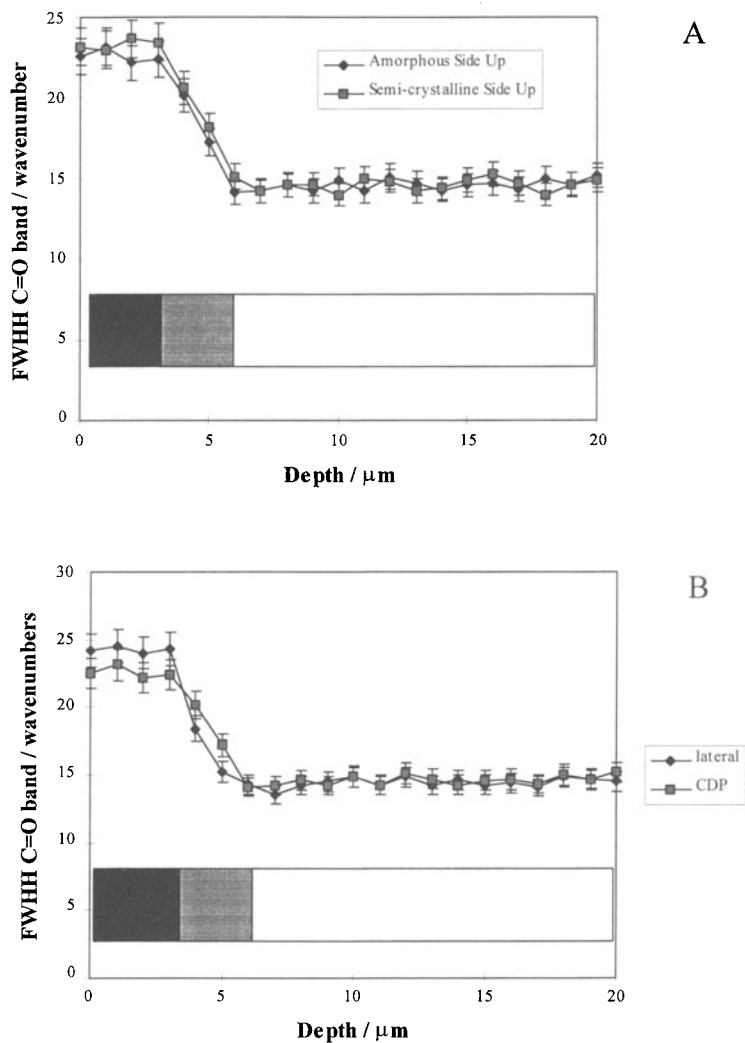 A
25
20
15
10
5
0
FWHH C=O band / wavenumber
Amorphous Side Up
Semi-crystalline Side Up
0 5 10 15 20
Depth / μm
B
30
25
20
15
10
5
0
FWHH C=O band / wavenumbers
lateral
CDP
0 5 10 15 20
Depth / μm